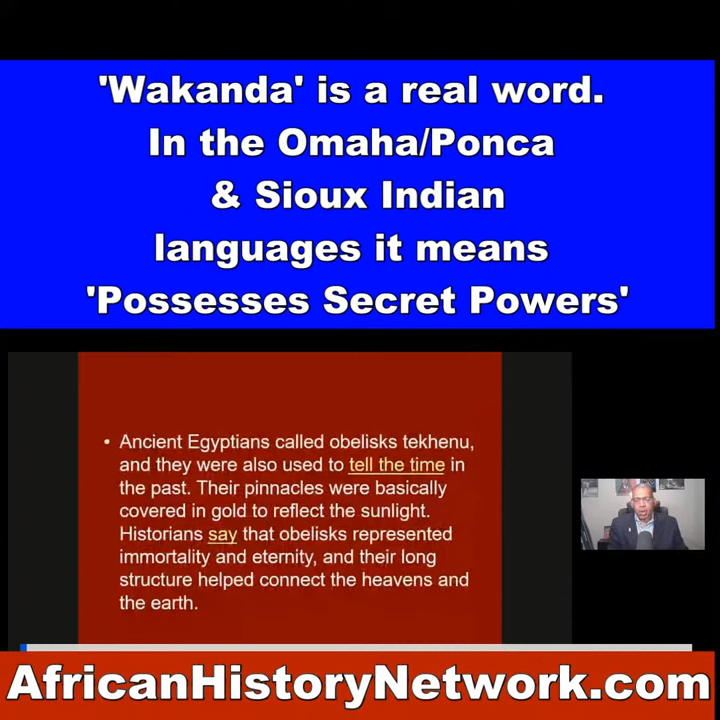 'Wakanda' is a real word.
In the Omaha/Ponca
& Sioux Indian
languages it means
'Possesses Secret Powers'
• Ancient Egyptians called obelisks tekhenu,
and they were also used to tell the time in
the past. Their pinnacles were basically
covered in gold to reflect the sunlight.
Historians say that obelisks represented
immortality and eternity, and their long
structure helped connect the heavens and
the earth.
AfricanHistoryNetwork.com